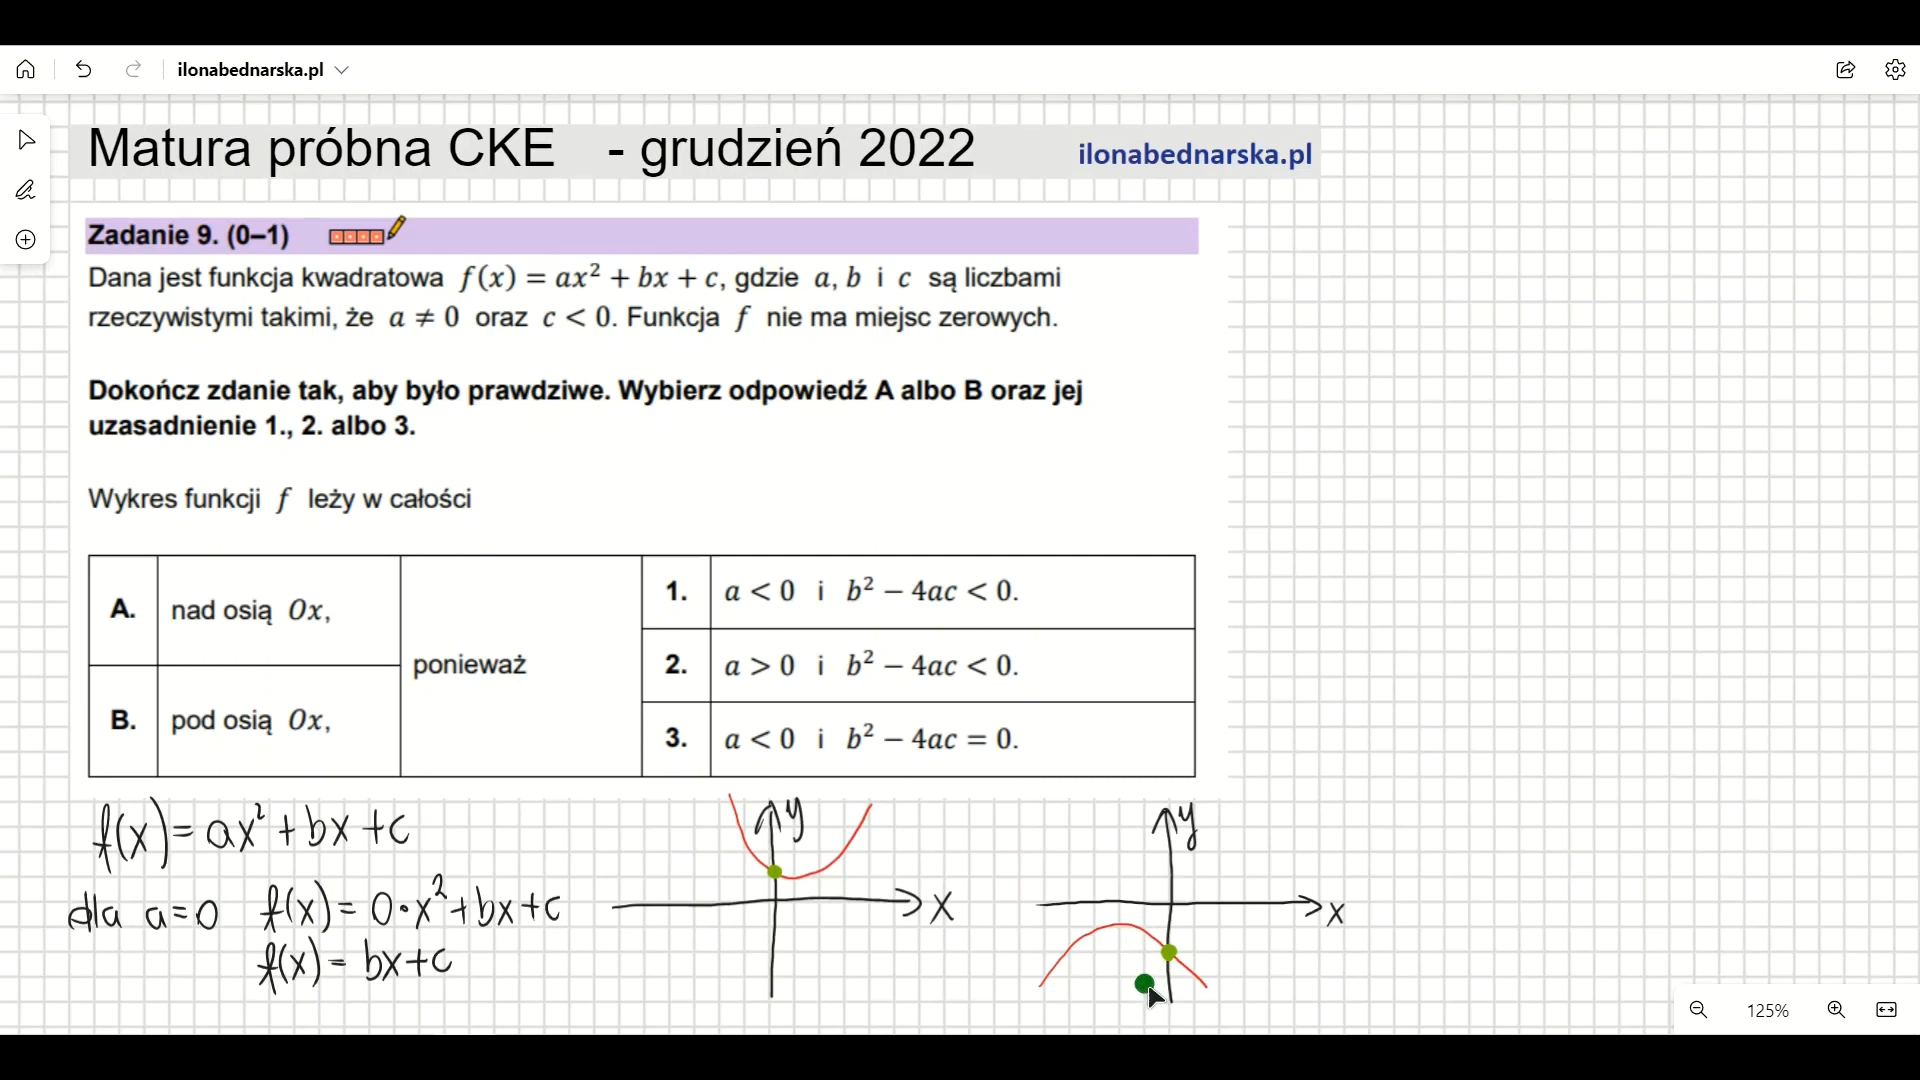 ilonabednarska.pl
Matura próbna CKE - grudzień 2022 ilonabednarska.pl
Zadanie 9. (0–1)
Dana jest funkcja kwadratowa f(x) = ax² + bx + c, gdzie a, b i c są liczbami
rzeczywistymi takimi, że a ≠ 0 oraz c < 0. Funkcja f nie ma miejsc zerowych.
Dokończ zdanie tak, aby było prawdziwe. Wybierz odpowiedź A albo B oraz jej
uzasadnienie 1., 2. albo 3.
Wykres funkcji f leży w całości
A. nad osią Ox,
B. pod osią Ox,
ponieważ
1. a < 0 i b² − 4ac < 0.
2. a > 0 i b² − 4ac < 0.
3. a < 0 i b² − 4ac = 0.
f(x) = ax² + bx + c
dla a=0 f(x) = 0•x² + bx + c
f(x) = bx + c
y
x
y
x
125%